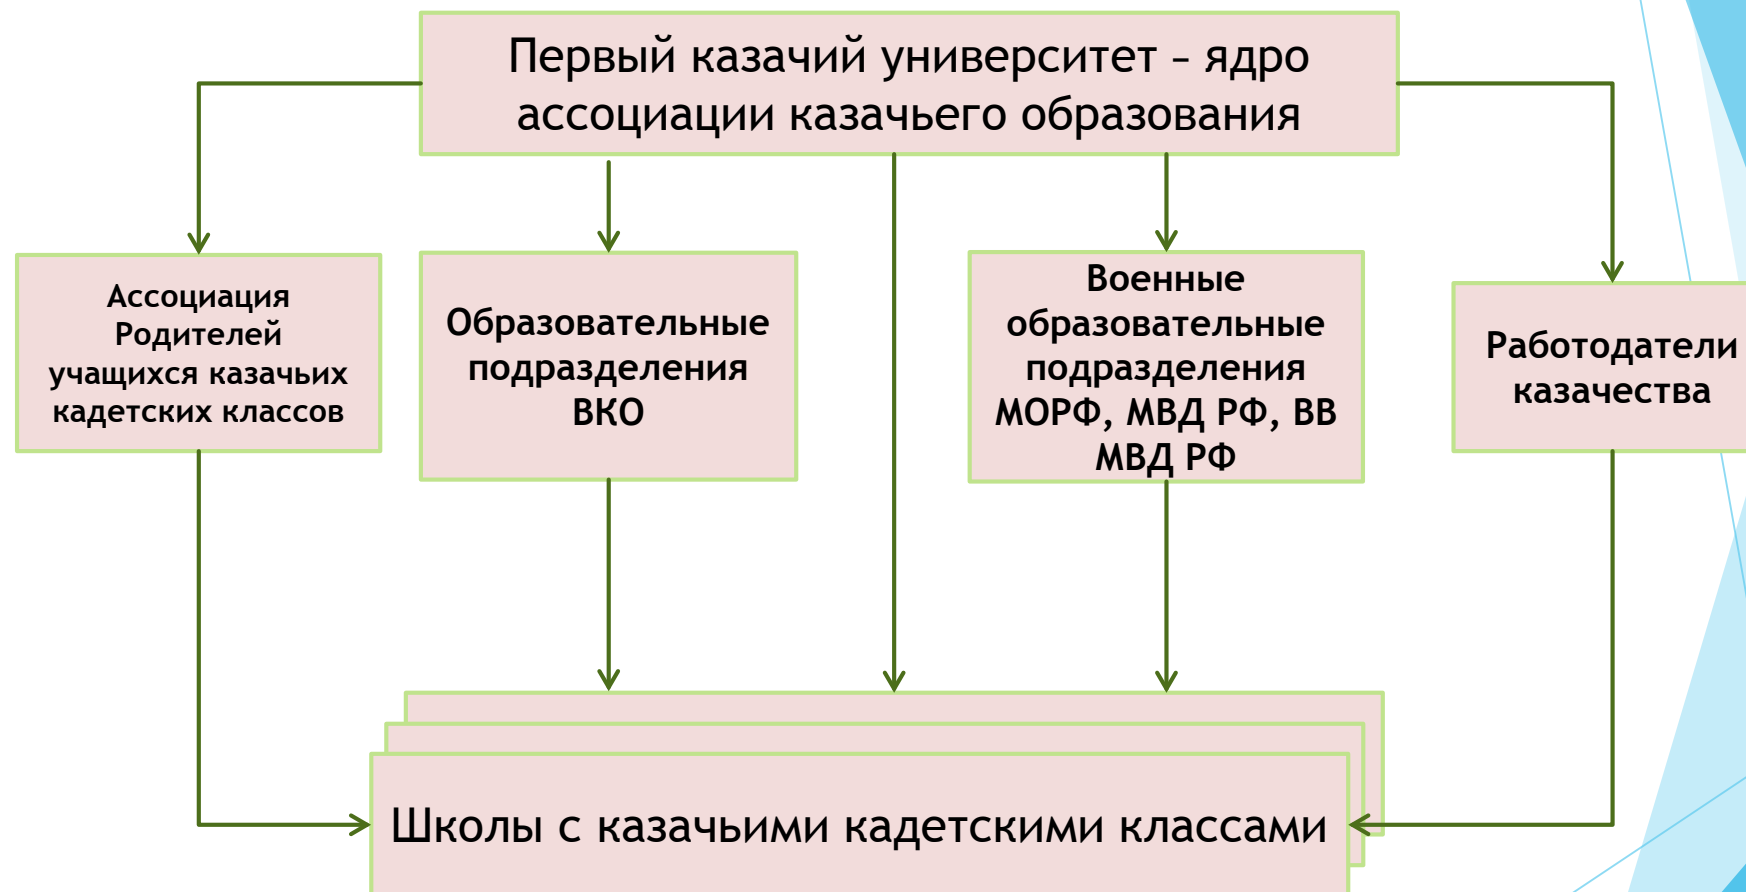 Первый казачий университет – ядро
ассоциации казачьего образования
Ассоциация
Родителей
учащихся казачьих
кадетских классов
Образовательные
подразделения
ВКО
Военные
образовательные
подразделения
МОРФ, МВД РФ, ВВ
МВД РФ
Работодатели
казачества
Школы с казачьими кадетскими классами